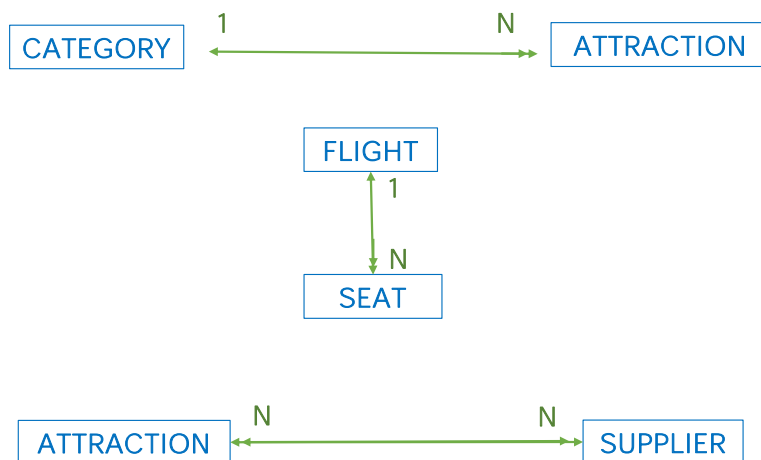 1 N
CATEGORY ATTRACTION
FLIGHT
1
N
SEAT
N N
ATTRACTION SUPPLIER